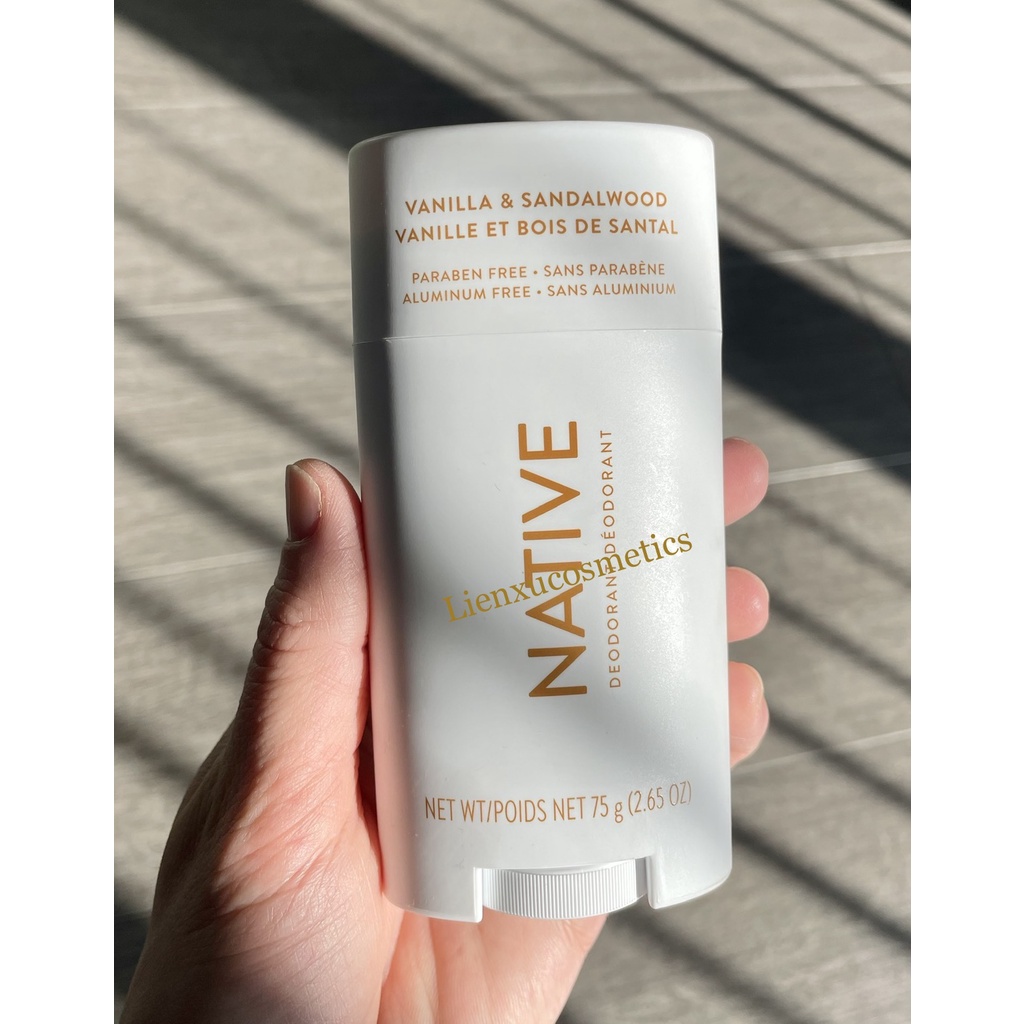 VANILLA & SANDALWOOD
VANILLE ET BOIS DE SANTAL
PARABEN FREE • SANS PARABÈNE
ALUMINUM FREE • SANS ALUMINIUM
NATIVE
DEODORANT DÉODORANT
Lienxucosmetics
NET WT/POIDS NET 75 g (2.65 OZ)